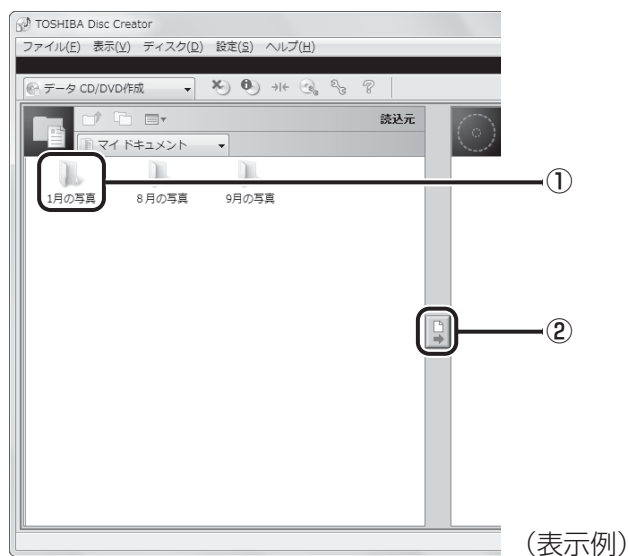 TOSHIBA Disc Creator
ファイル(F) 表示(V) ディスク(D) 設定(S) ヘルプ(H)
データ CD/DVD作成
読込元
マイ ドキュメント
1月の写真 8月の写真 9月の写真
①
②
(表示例)